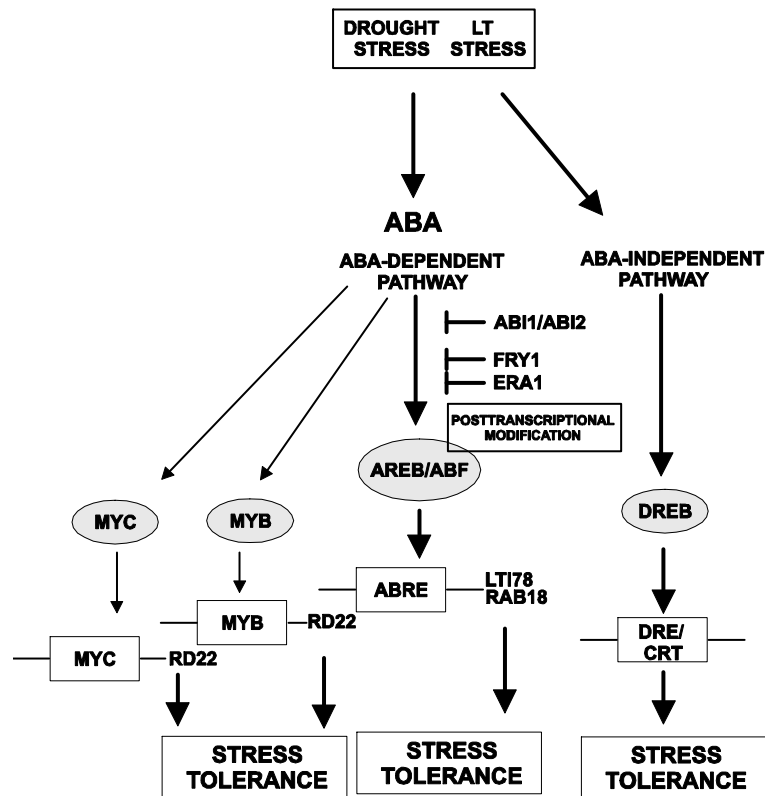 DROUGHT LT
STRESS STRESS
ABA
ABA-DEPENDENT
PATHWAY
ABA-INDEPENDENT
PATHWAY
ABI1/ABI2
FRY1
ERA1
POSTTRANSCRIPTIONAL
MODIFICATION
AREB/ABF
MYC
MYB
DREB
ABRE
LTI78
RAB18
MYB
RD22
DRE/
CRT
MYC
RD22
STRESS
TOLERANCE
STRESS
TOLERANCE
STRESS
TOLERANCE